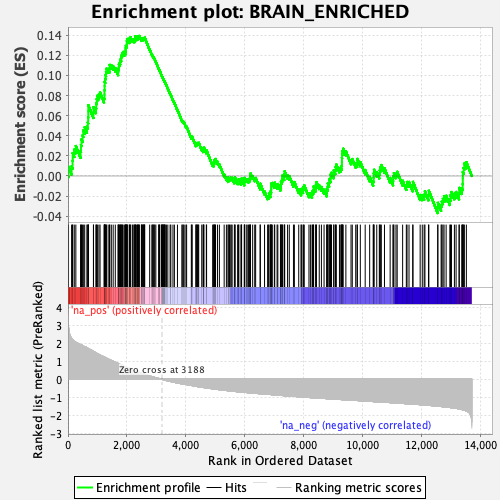 Enrichment plot: BRAIN_ENRICHED
Enrichment score (ES)
0.14
0.12
0.10
0.08
0.06
0.04
0.02
0.00
-0.02
-0.04
'na_pos' (positively correlated)
Ranked list metric (PreRanked)
4
3
2
1
0
-1
-2
-3
Zero cross at 3188
'na_neg' (negatively correlated)
0
2,000
4,000
6,000
8,000
10,000
12,000
14,000
Rank in Ordered Dataset
Enrichment profile
Hits
Ranking metric scores